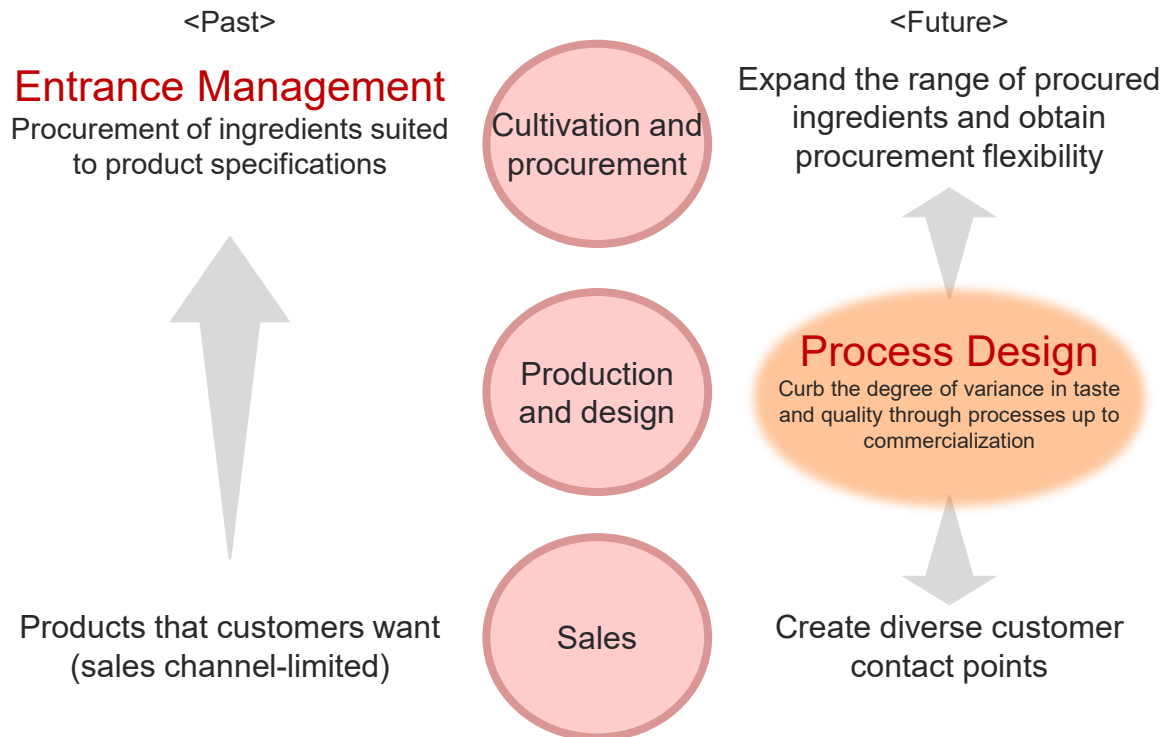 <Past>
Entrance Management
Procurement of ingredients suited
to product specifications
Products that customers want
(sales channel-limited)
Cultivation and
procurement
Production
and design
Sales
<Future>
Expand the range of procured
ingredients and obtain
procurement flexibility
Process Design
Curb the degree of variance in taste
and quality through processes up to
commercialization
Create diverse customer
contact points